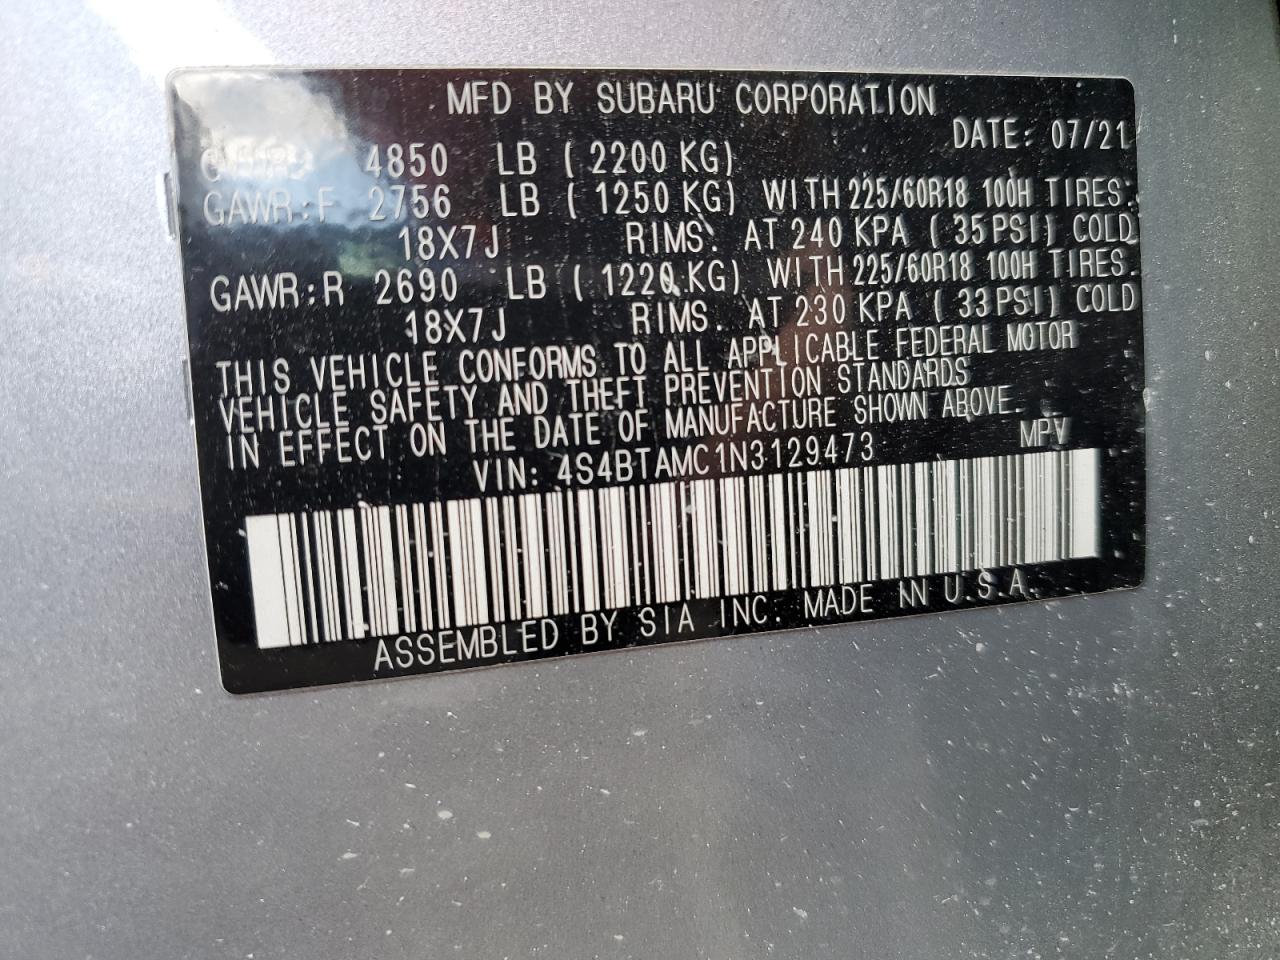 MFD BY SUBARU CORPORATION
DATE: 07/21
4850 LB ( 2200 KG)
GAWR:F 2756 LB ( 1250 KG) WITH 225/60R18 100H TIRES.
18X7J RIMS. AT 240 KPA ( 35PSI) COLD
GAWR:R 2690 LB ( 1220 KG) WITH 225/60R18 100H TIRES.
18X7J RIMS. AT 230 KPA ( 33PSI) COLD
THIS VEHICLE CONFORMS TO ALL APPLICABLE FEDERAL MOTOR
VEHICLE SAFETY AND THEFT PREVENTION STANDARDS
IN EFFECT ON THE DATE OF MANUFACTURE SHOWN ABOVE.
VIN: 4S4BTAMC1N3129473 MPV
ASSEMBLED BY SIA INC. MADE IN U.S.A.